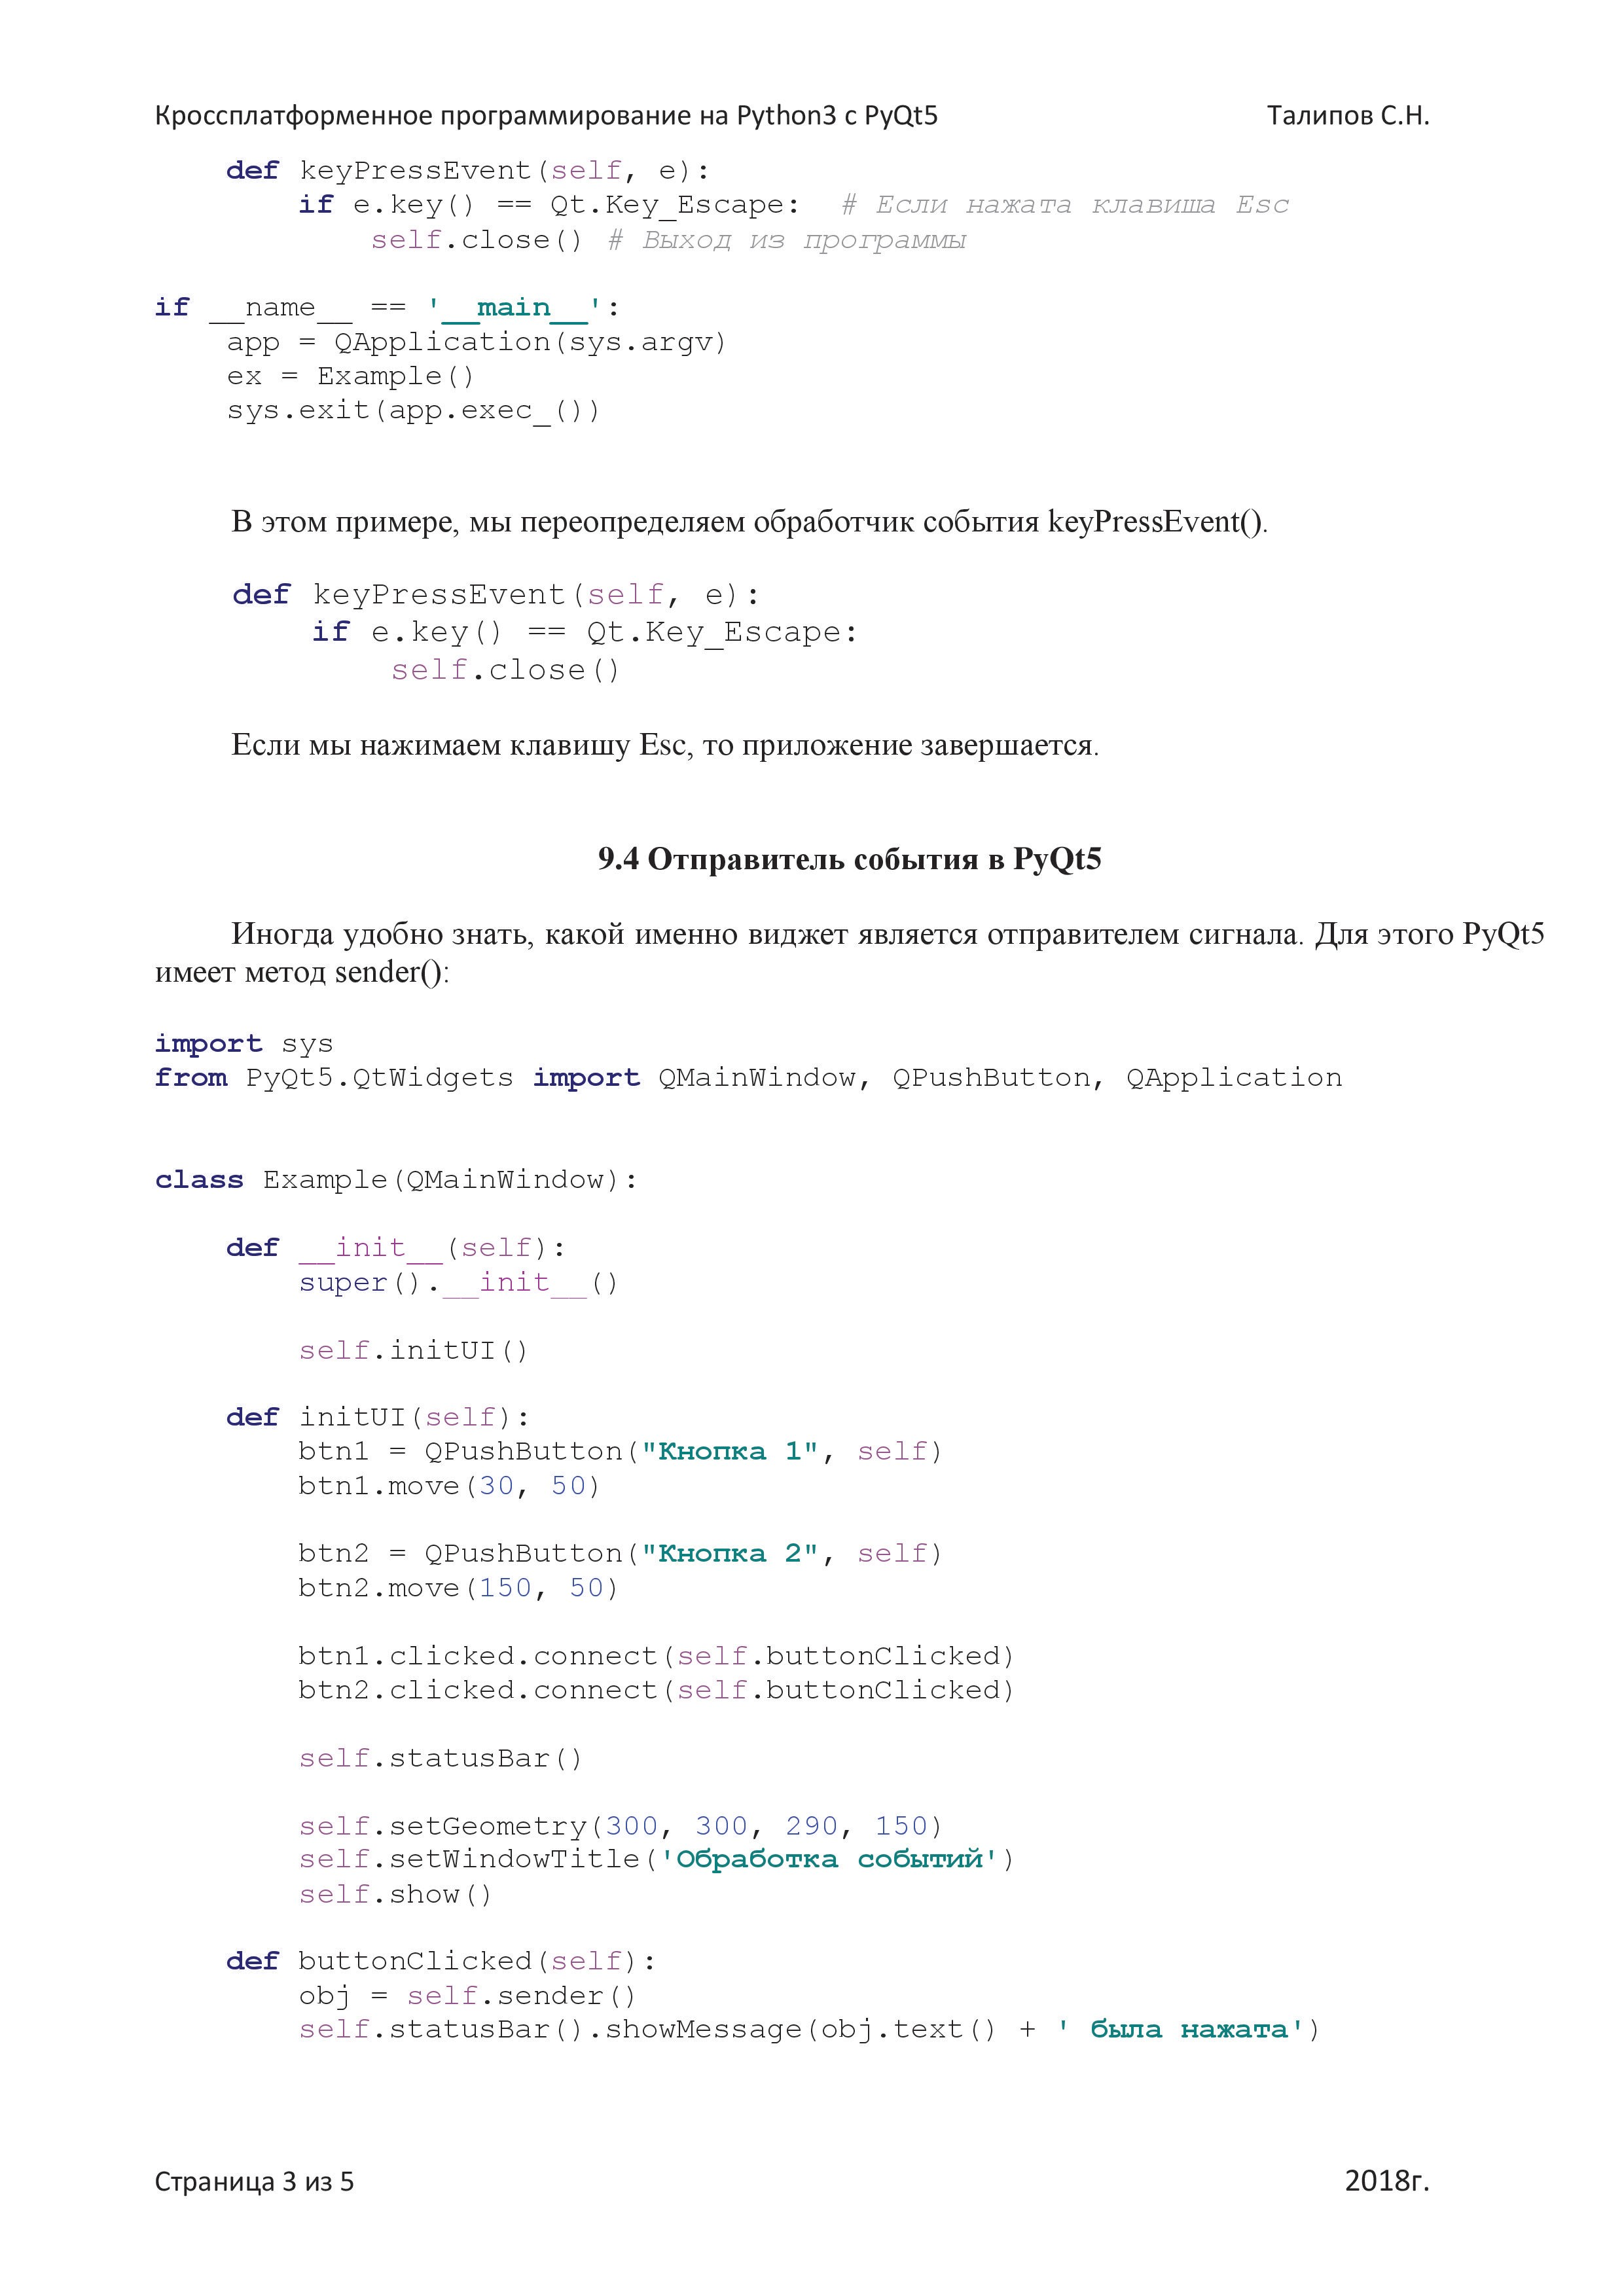 Кроссплатформенное программирование на Python3 с PyQt5 Талипов С.Н.
    def keyPressEvent(self, e):
        if e.key() == Qt.Key_Escape:  # Если нажата клавиша Esc
            self.close() # Выход из программы
if __name__ == '__main__':
    app = QApplication(sys.argv)
    ex = Example()
    sys.exit(app.exec_())
В этом примере, мы переопределяем обработчик события keyPressEvent().
def keyPressEvent(self, e):
    if e.key() == Qt.Key_Escape:
        self.close()
Если мы нажимаем клавишу Esc, то приложение завершается.
9.4 Отправитель события в PyQt5
Иногда удобно знать, какой именно виджет является отправителем сигнала. Для этого PyQt5
имеет метод sender():
import sys
from PyQt5.QtWidgets import QMainWindow, QPushButton, QApplication
class Example(QMainWindow):
    def __init__(self):
        super().__init__()
        self.initUI()
    def initUI(self):
        btn1 = QPushButton("Кнопка 1", self)
        btn1.move(30, 50)
        btn2 = QPushButton("Кнопка 2", self)
        btn2.move(150, 50)
        btn1.clicked.connect(self.buttonClicked)
        btn2.clicked.connect(self.buttonClicked)
        self.statusBar()
        self.setGeometry(300, 300, 290, 150)
        self.setWindowTitle('Обработка событий')
        self.show()
    def buttonClicked(self):
        obj = self.sender()
        self.statusBar().showMessage(obj.text() + ' была нажата')
Страница 3 из 5 2018г.